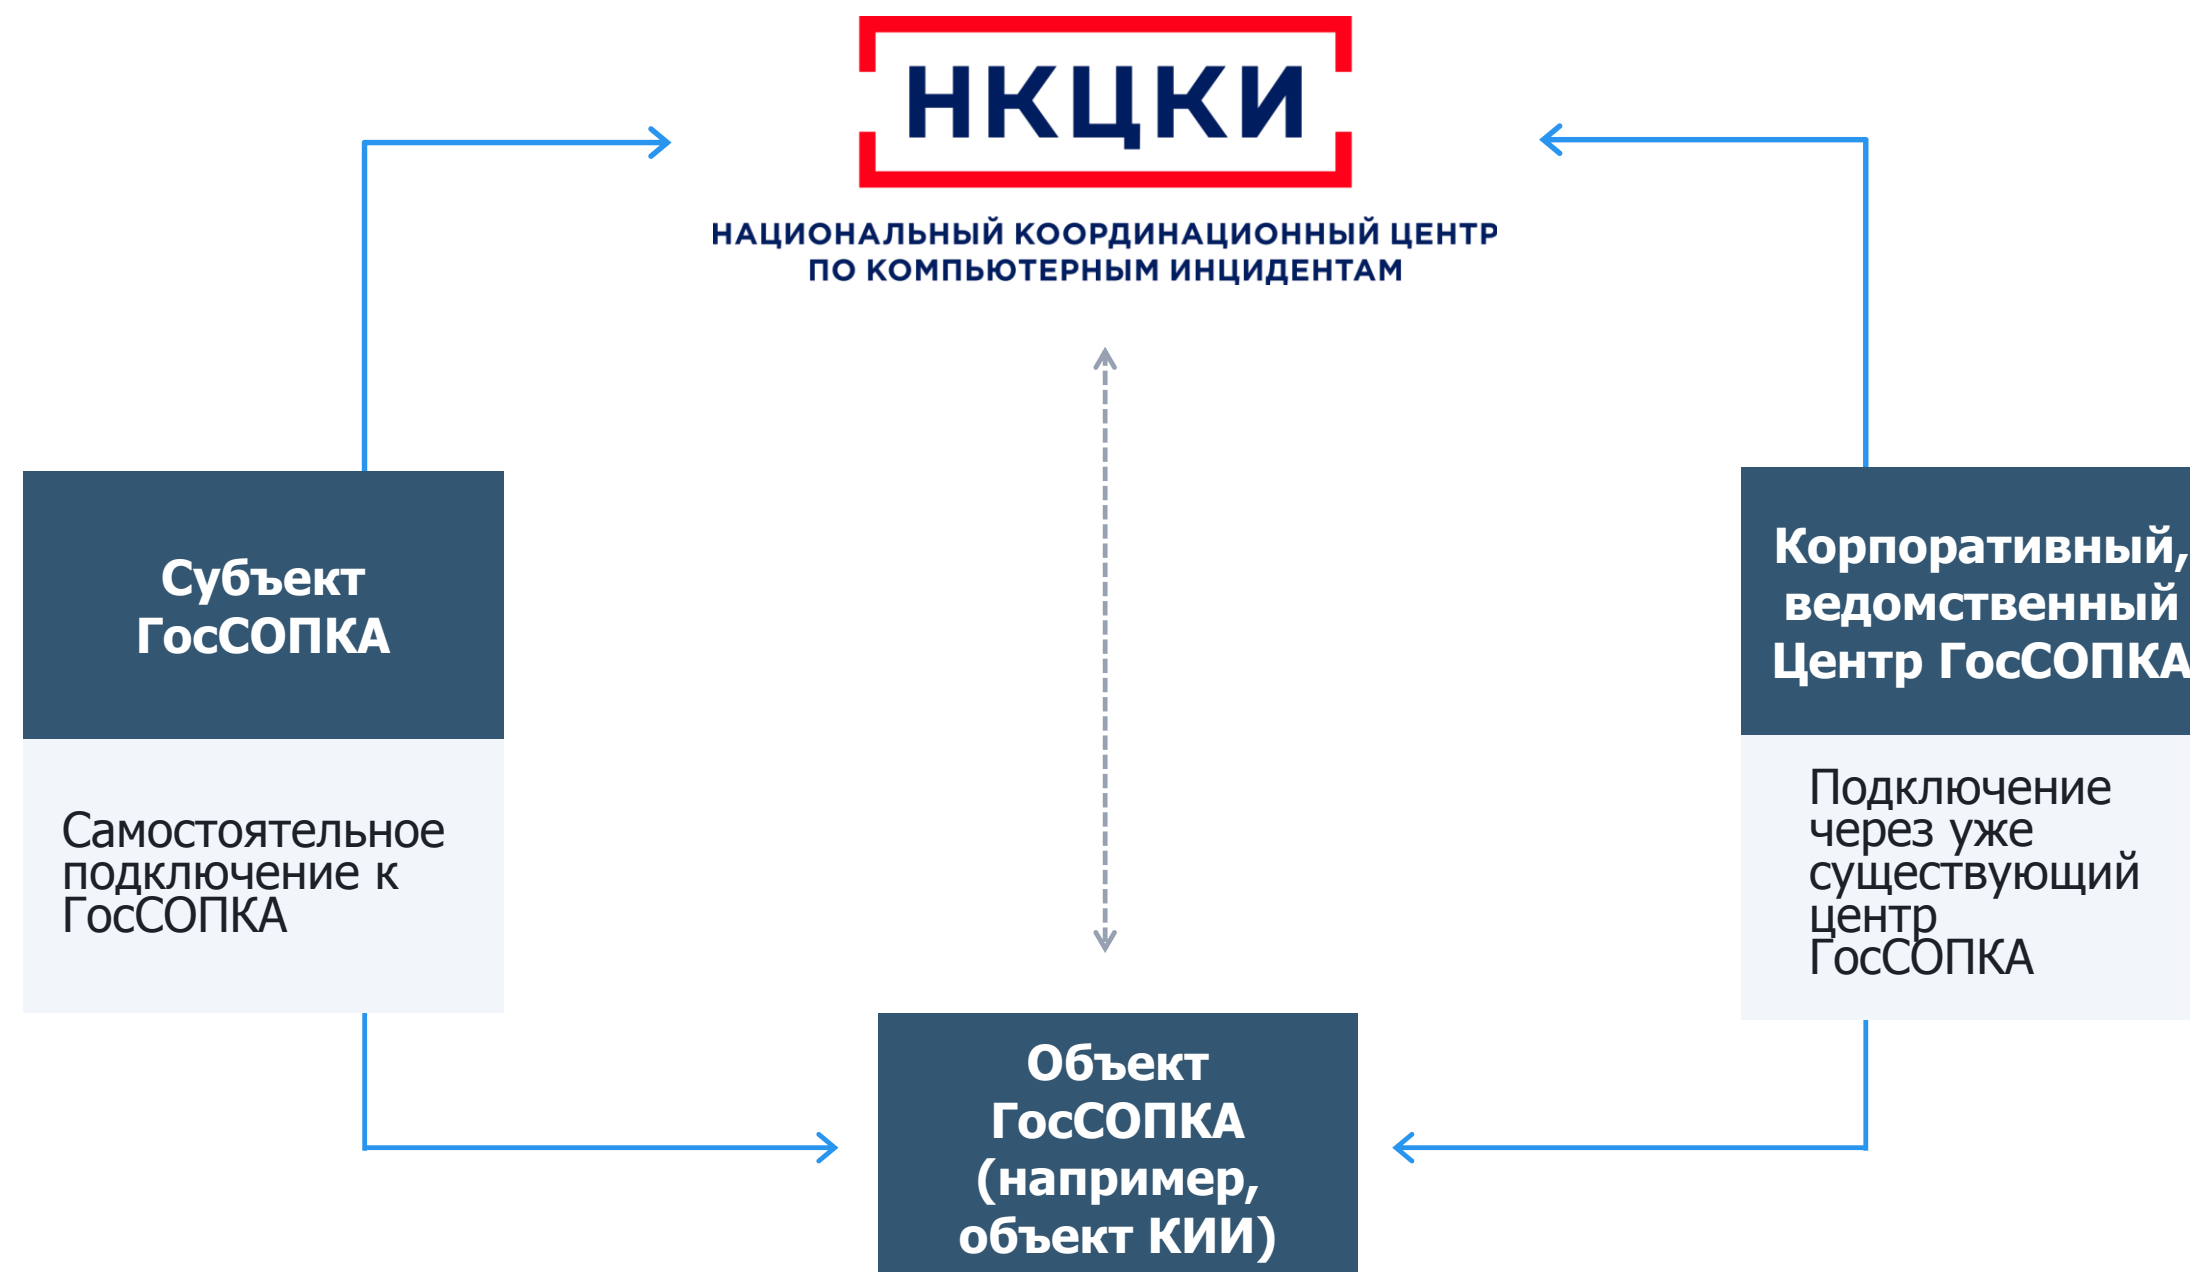 НКЦКИ
НАЦИОНАЛЬНЫЙ КООРДИНАЦИОННЫЙ ЦЕНТР
ПО КОМПЬЮТЕРНЫМ ИНЦИДЕНТАМ
Субъект
ГосСОПКА
Самостоятельное
подключение к
ГосСОПКА
Корпоративный,
ведомственный
Центр ГосСОПКА
Подключение
через уже
существующий
центр
ГосСОПКА
Объект
ГосСОПКА
(например,
объект КИИ)